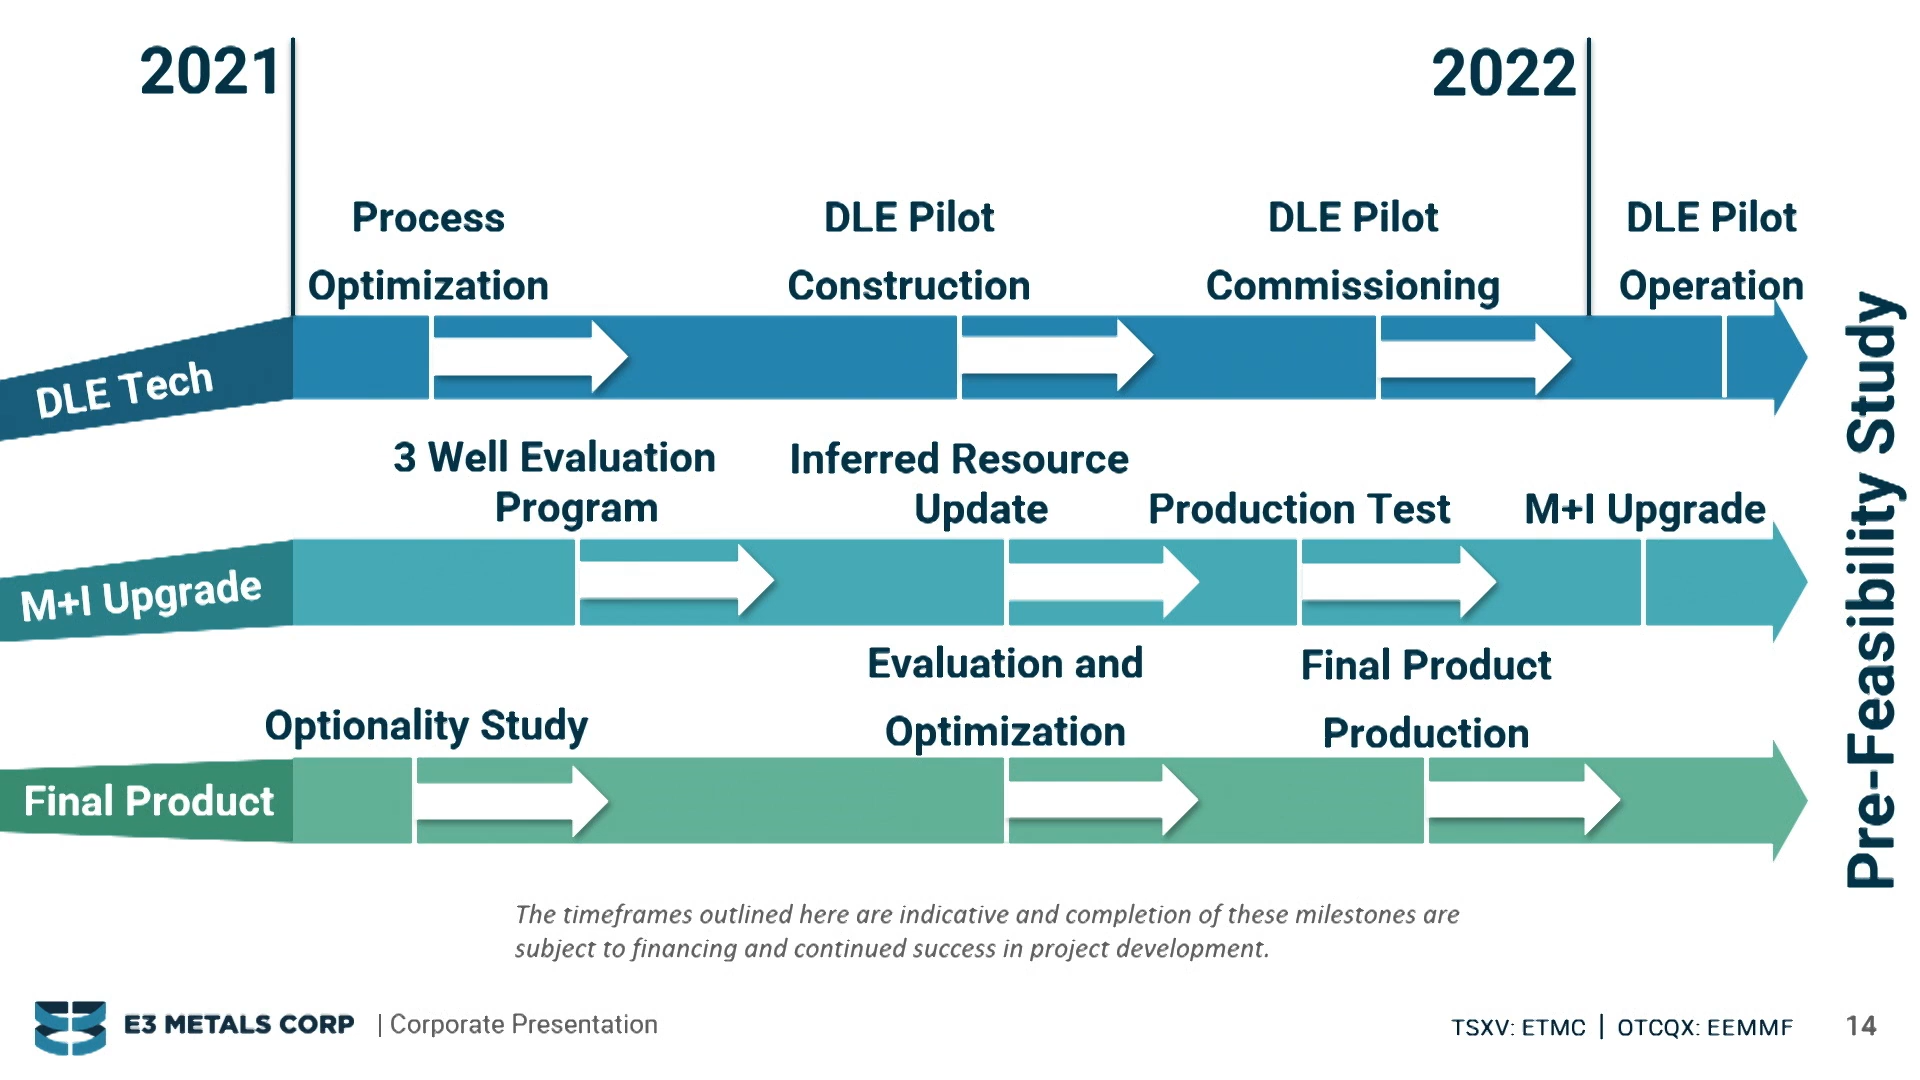 2021
2022
Process
Optimization
DLE Pilot
Construction
DLE Pilot
Commissioning
DLE Pilot
Operation
DLE Tech
3 Well Evaluation
Program
Inferred Resource
Update
Production Test
M+I Upgrade
M+I Upgrade
Optionality Study
Evaluation and
Optimization
Final Product
Production
Final Product
Pre-Feasibility Study
The timeframes outlined here are indicative and completion of these milestones are
subject to financing and continued success in project development.
E3 METALS CORP | Corporate Presentation
TSXV: ETMC | OTCQX: EEMMF 14